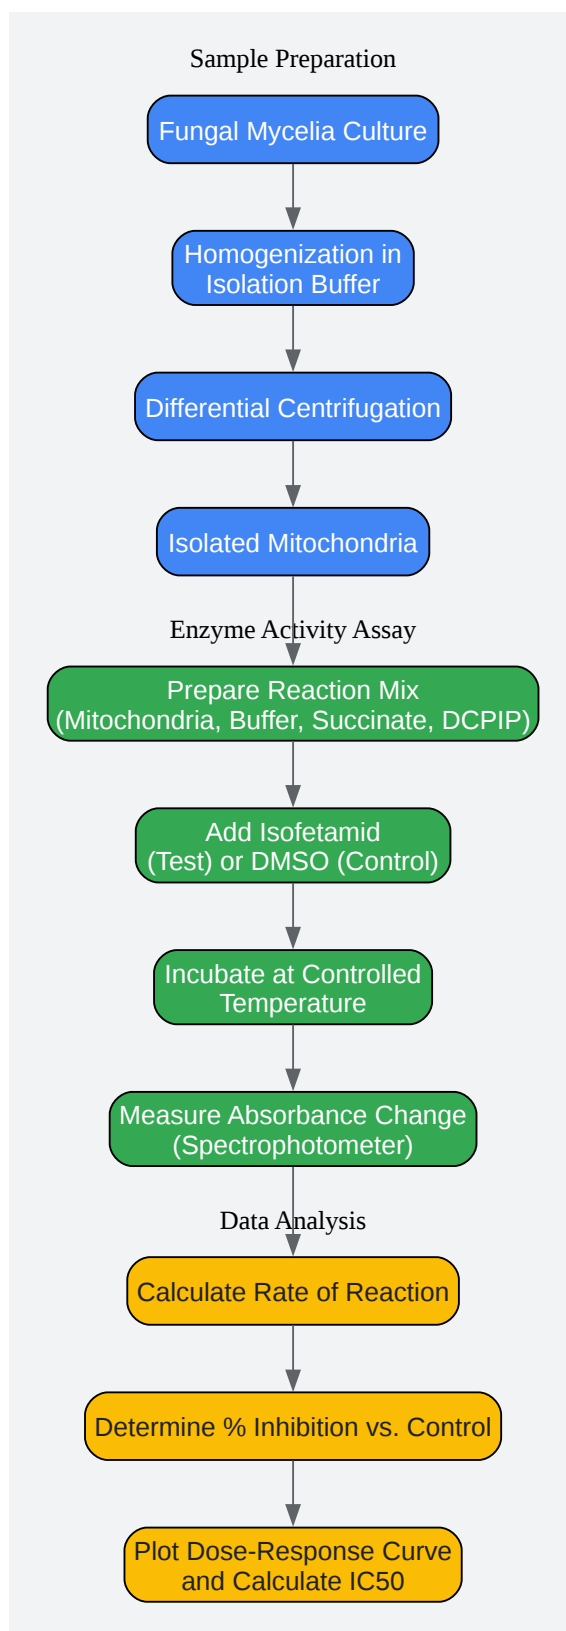 Sample Preparation
Fungal Mycelia Culture
Homogenization in
Isolation Buffer
Differential Centrifugation
Isolated Mitochondria
Enzyme Activity Assay
Prepare Reaction Mix
(Mitochondria, Buffer, Succinate, DCPIP)
Add Isofetamid
(Test) or DMSO (Control)
Incubate at Controlled
Temperature
Measure Absorbance Change
(Spectrophotometer)
Data Analysis
Calculate Rate of Reaction
Determine % Inhibition vs. Control
Plot Dose-Response Curve
and Calculate IC50